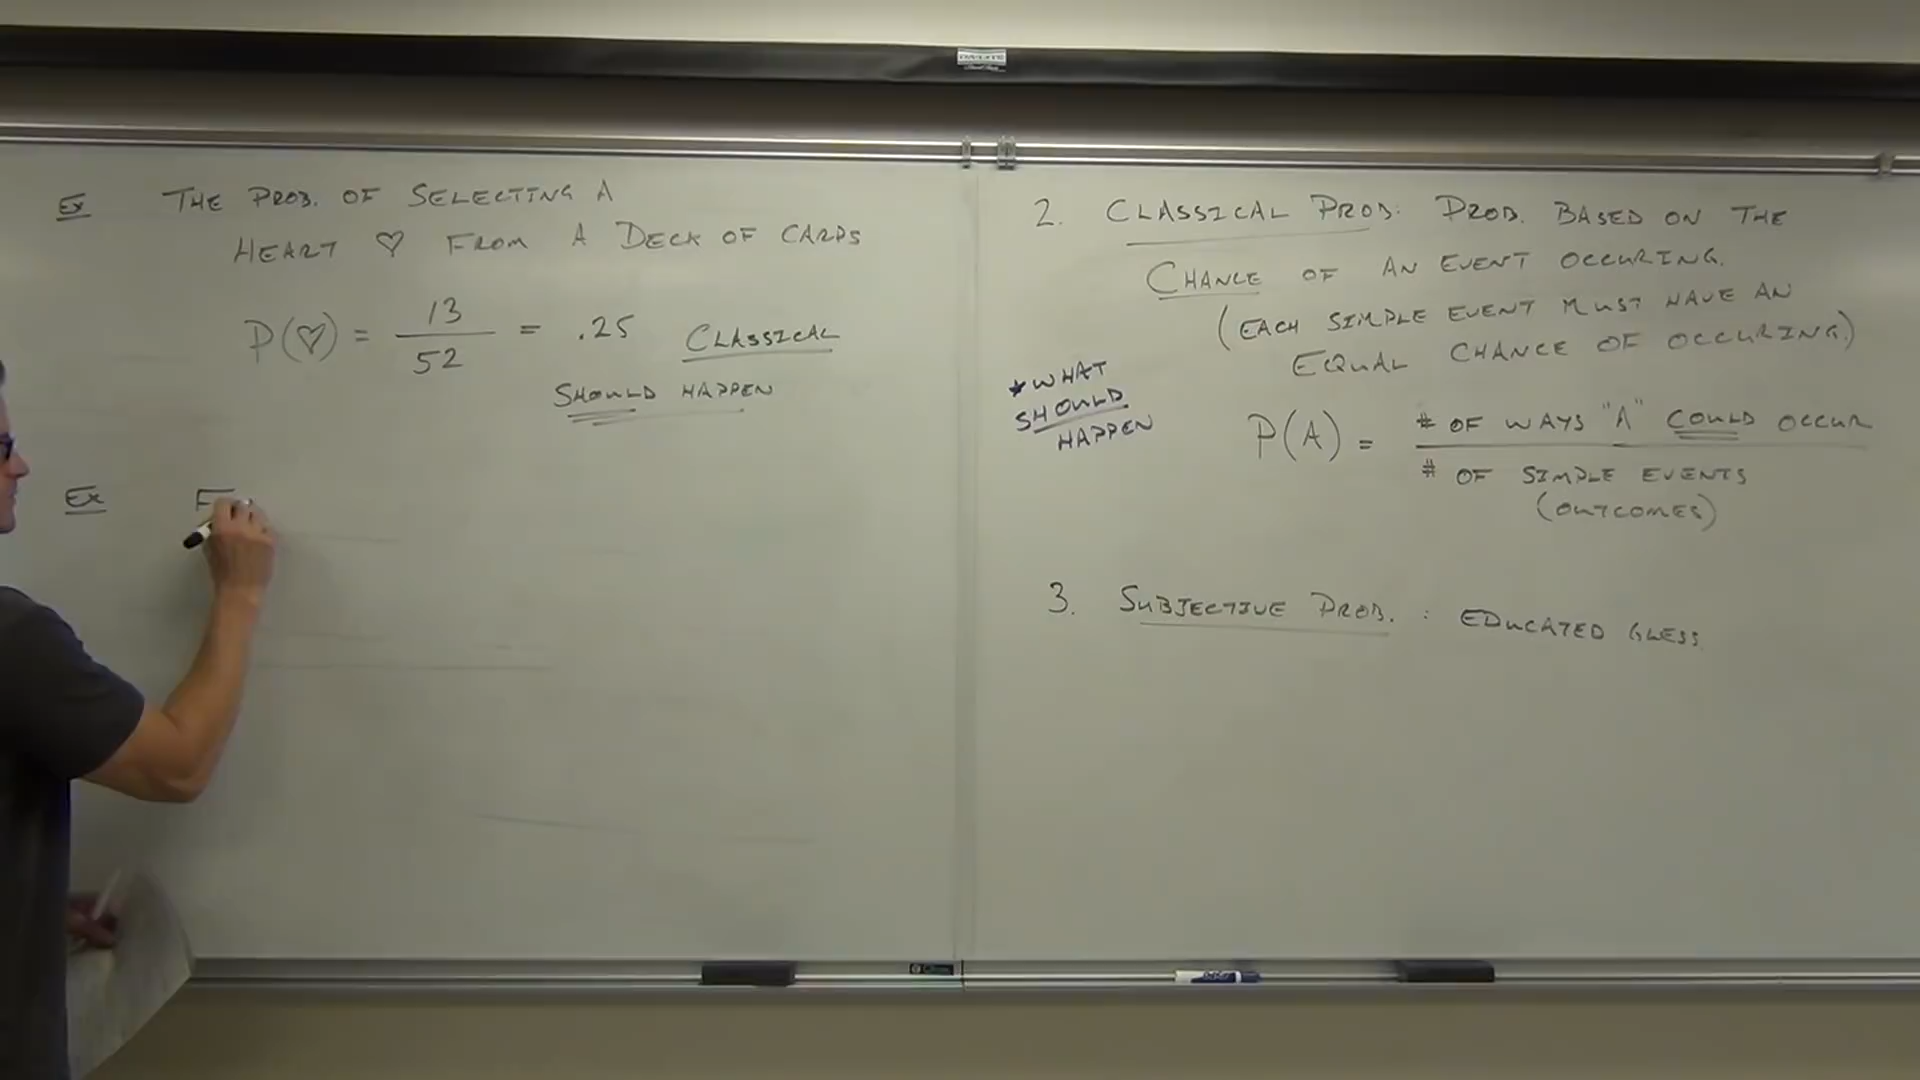 Ex THE PROB. OF SELECTING A
HEART ♡ FROM A DECK OF CARDS
P(♡) = 13/52 = .25 CLASSICAL
SHOULD HAPPEN
Ex
2. CLASSICAL PROB: PROB. BASED ON THE
CHANCE OF AN EVENT OCCURING.
(EACH SIMPLE EVENT MUST HAVE AN
EQUAL CHANCE OF OCCURING.)
*WHAT
SHOULD
HAPPEN
P(A) = # OF WAYS "A" COULD OCCUR
# OF SIMPLE EVENTS
(OUTCOMES)
3. SUBJECTIVE PROB. : EDUCATED GUESS.